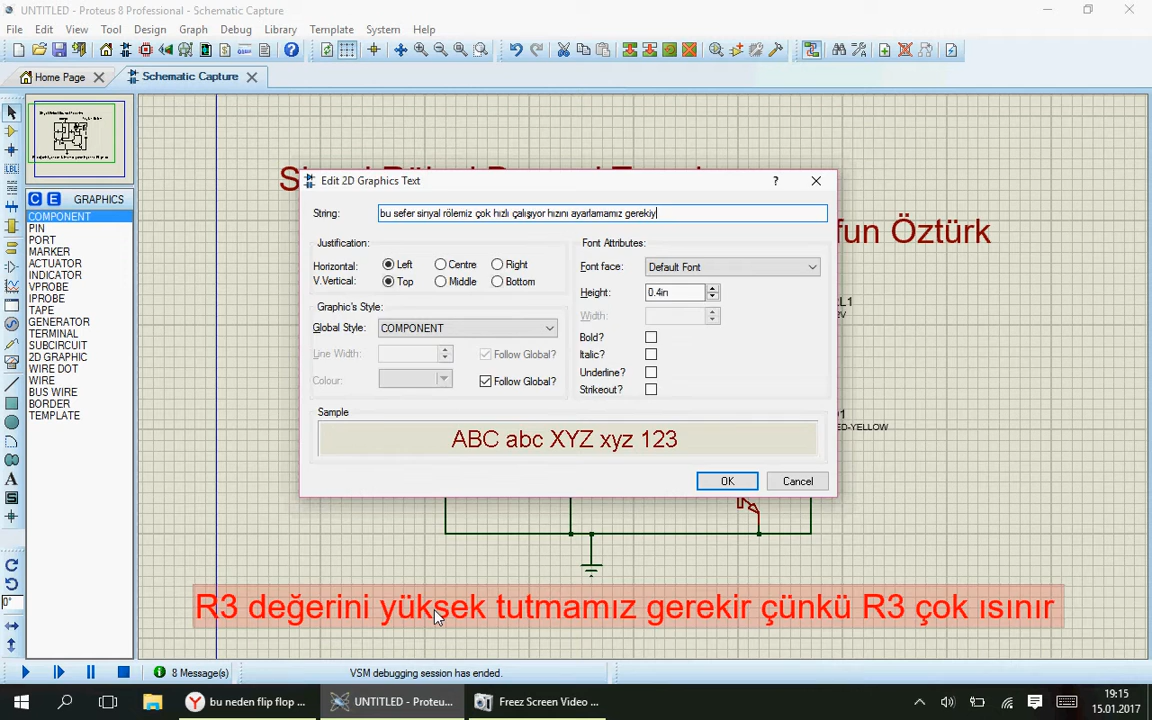 UNTITLED - Proteus 8 Professional - Schematic Capture
File Edit View Tool Design Graph Debug Library Template System Help
Home Page Schematic Capture
fun Öztürk
Edit 2D Graphics Text
String: bu sefer sinyal rölemiz çok hızlı çalışıyor hızını ayarlamamız gerekiy
Justification:
Horizontal: Left Centre Right
V.Vertical: Top Middle Bottom
Graphic's Style:
Global Style: COMPONENT
Line Width: Follow Global?
Colour: Follow Global?
Font Attributes:
Font face: Default Font
Height: 0.4in
Width:
Bold?
Italic?
Underline?
Strikeout?
Sample
ABC abc XYZ xyz 123
OK Cancel
C E GRAPHICS
COMPONENT
PIN
PORT
MARKER
ACTUATOR
INDICATOR
VPROBE
IPROBE
TAPE
GENERATOR
TERMINAL
SUBCIRCUIT
2D GRAPHIC
WIRE DOT
WIRE
BUS WIRE
BORDER
TEMPLATE
LBL
A
S
0°
L1
ED-YELLOW
R3 değerini yüksek tutmamız gerekir çünkü R3 çok ısınır
8 Message(s) VSM debugging session has ended.
bu neden flip flop ... UNTITLED - Proteu... Freez Screen Video ...
19:15
15.01.2017